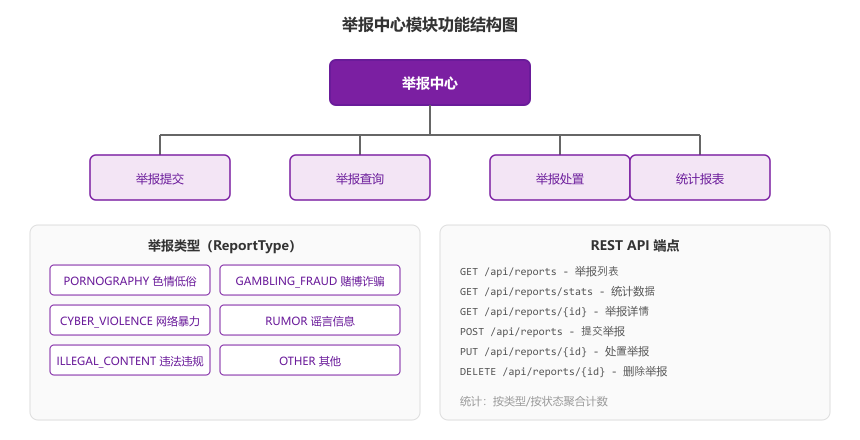 举报中心模块功能结构图
举报中心
举报提交
举报查询
举报处置
统计报表
举报类型（ReportType）
PORNOGRAPHY 色情低俗
GAMBLING_FRAUD 赌博诈骗
CYBER_VIOLENCE 网络暴力
RUMOR 谣言信息
ILLEGAL_CONTENT 违法违规
OTHER 其他
REST API 端点
GET /api/reports - 举报列表
GET /api/reports/stats - 统计数据
GET /api/reports/{id} - 举报详情
POST /api/reports - 提交举报
PUT /api/reports/{id} - 处置举报
DELETE /api/reports/{id} - 删除举报
统计：按类型/按状态聚合计数